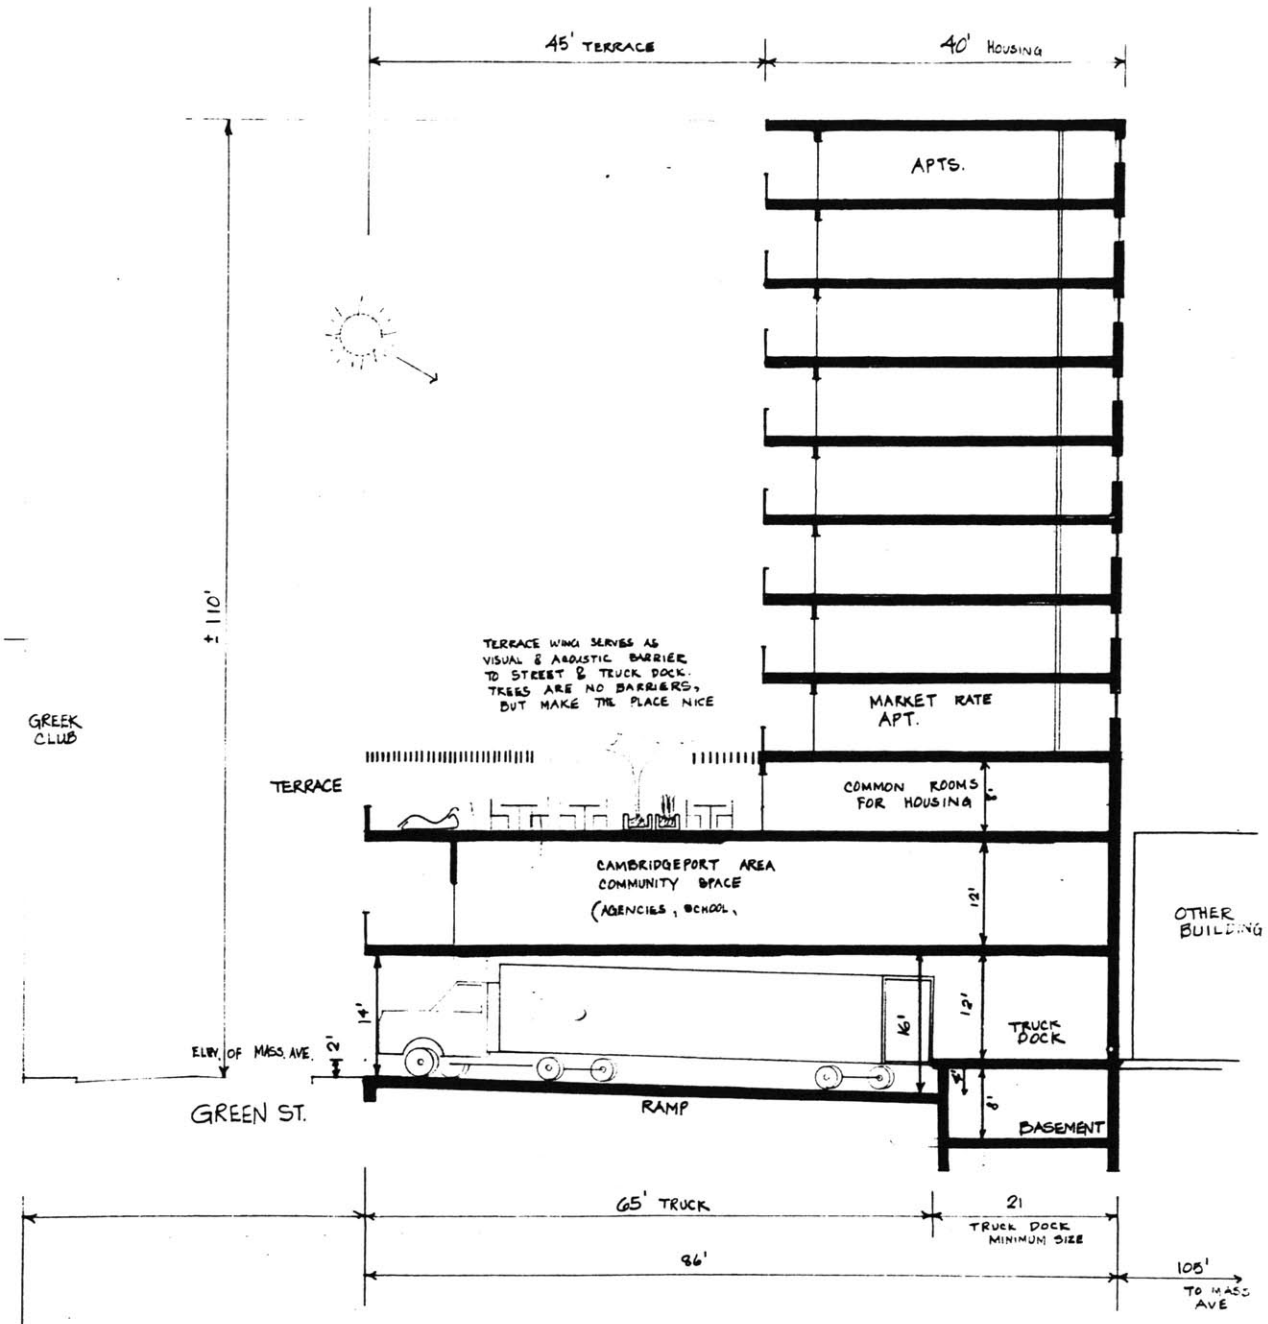 45' TERRACE
40' HOUSING
APTS.
± 110'
TERRACE WING SERVES AS
VISUAL & ACOUSTIC BARRIER
TO STREET & TRUCK DOCK.
TREES ARE NO BARRIERS,
BUT MAKE THE PLACE NICE
MARKET RATE
APT.
GREEK
CLUB
TERRACE
COMMON ROOMS
FOR HOUSING
8'
CAMBRIDGEPORT AREA
COMMUNITY SPACE
(AGENCIES, SCHOOL,
12'
OTHER
BUILDING
14'
16'
12'
TRUCK
DOCK
ELEV. OF MASS. AVE.
2'
GREEN ST.
RAMP
4'
8'
BASEMENT
65' TRUCK
21
TRUCK DOCK
MINIMUM SIZE
86'
105'
TO MASS
AVE